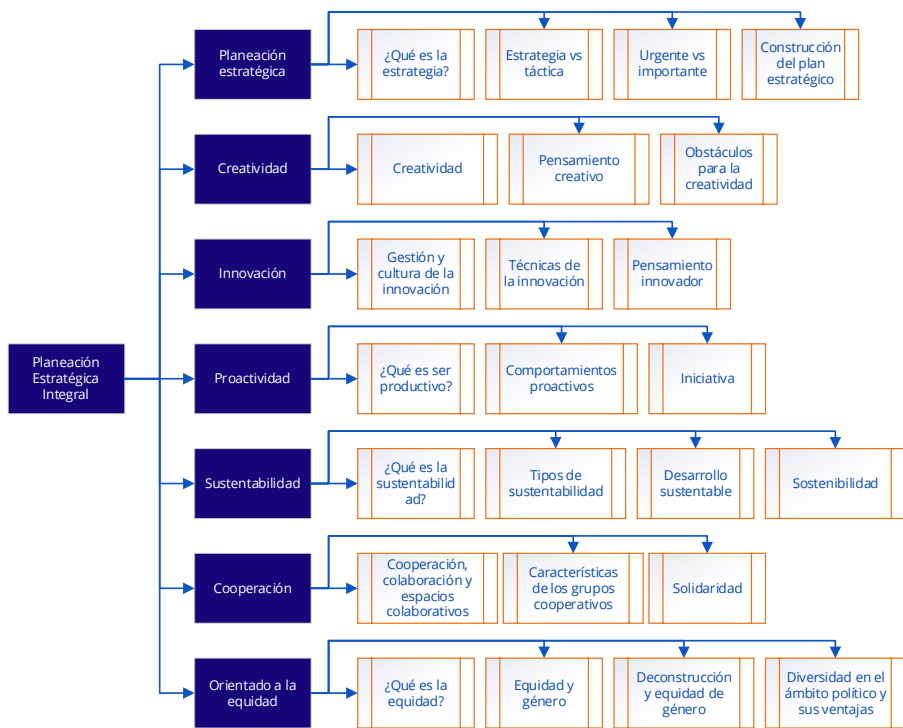 Planeación
Estratégica
Integral
Planeación
estratégica
¿Qué es la
estrategia?
Estrategia vs
táctica
Urgente vs
importante
Construcción
del plan
estratégico
Creatividad
Creatividad
Pensamiento
creativo
Obstáculos
para la
creatividad
Innovación
Gestión y
cultura de la
innovación
Técnicas de
la innovación
Pensamiento
innovador
Proactividad
¿Qué es ser
productivo?
Comportamientos
proactivos
Iniciativa
Sustentabilidad
¿Qué es la
sustentabilid
ad?
Tipos de
sustentabilidad
Desarrollo
sustentable
Sostenibilidad
Cooperación
Cooperación,
colaboración y
espacios
colaborativos
Características
de los grupos
cooperativos
Solidaridad
Orientado a la
equidad
¿Qué es la
equidad?
Equidad y
género
Deconstrucción
y equidad de
género
Diversidad en el
ámbito político y
sus ventajas